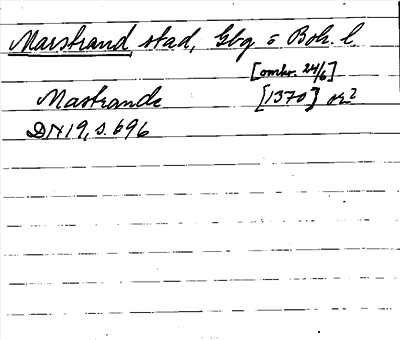 Marstrand stad, Gbg o Boh. l.
[omkr. 24/6]
Mastrande [1370] or2
DN 19, s. 696